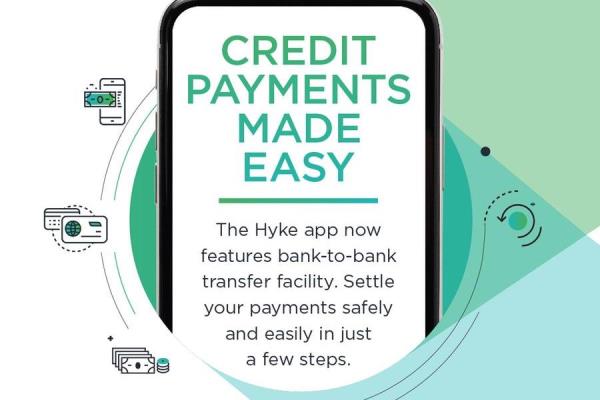 CREDIT
PAYMENTS
MADE
EASY
The Hyke app now
features bank-to-bank
transfer facility. Settle
your payments safely
and easily in just
a few steps.